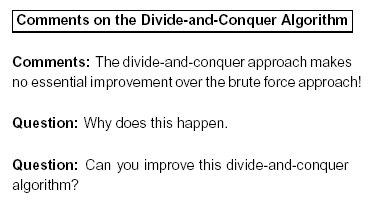 Comments on the Divide-and-Conquer Algorithm
Comments: The divide-and-conquer approach makes
no essential improvement over the brute force approach!
Question: Why does this happen.
Question: Can you improve this divide-and-conquer
algorithm?